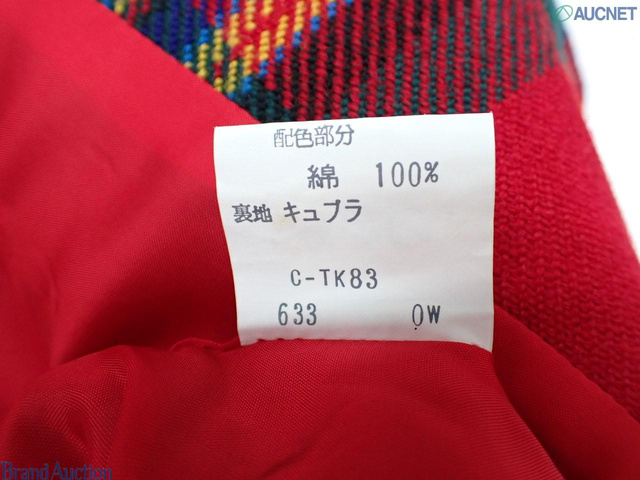 AUCNET
配色部分
綿 100%
裏地 キュプラ
C-TK83
633 0W
Brand Auction